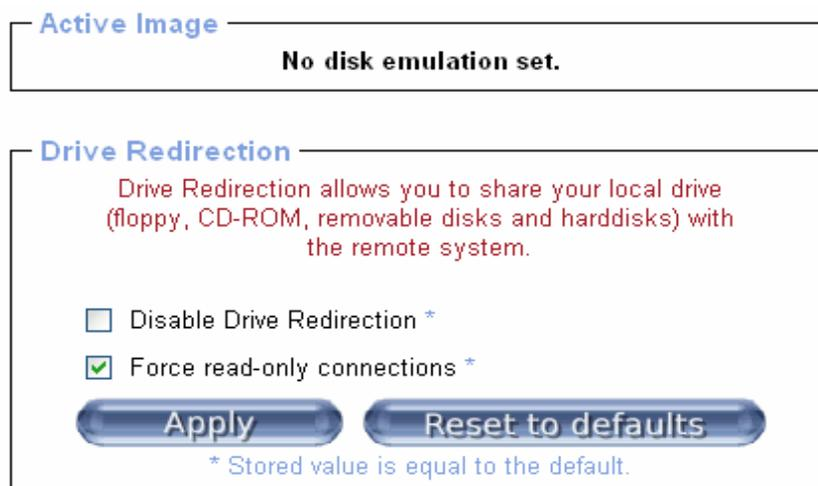 Active Image
No disk emulation set.
Drive Redirection
Drive Redirection allows you to share your local drive
(floppy, CD-ROM, removable disks and harddisks) with
the remote system.
Disable Drive Redirection *
Force read-only connections *
Apply
Reset to defaults
* Stored value is equal to the default.